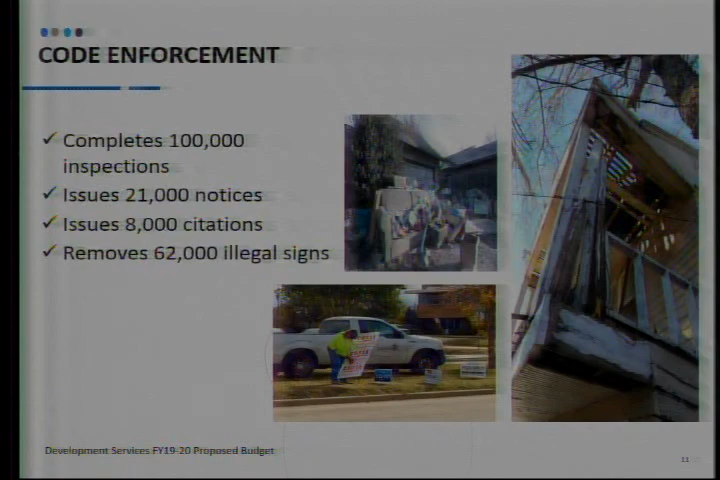 CODE ENFORCEMENT
✓ Completes 100,000
inspections
✓ Issues 21,000 notices
✓ Issues 8,000 citations
✓ Removes 62,000 illegal signs
Development Services FY19-20 Proposed Budget
11